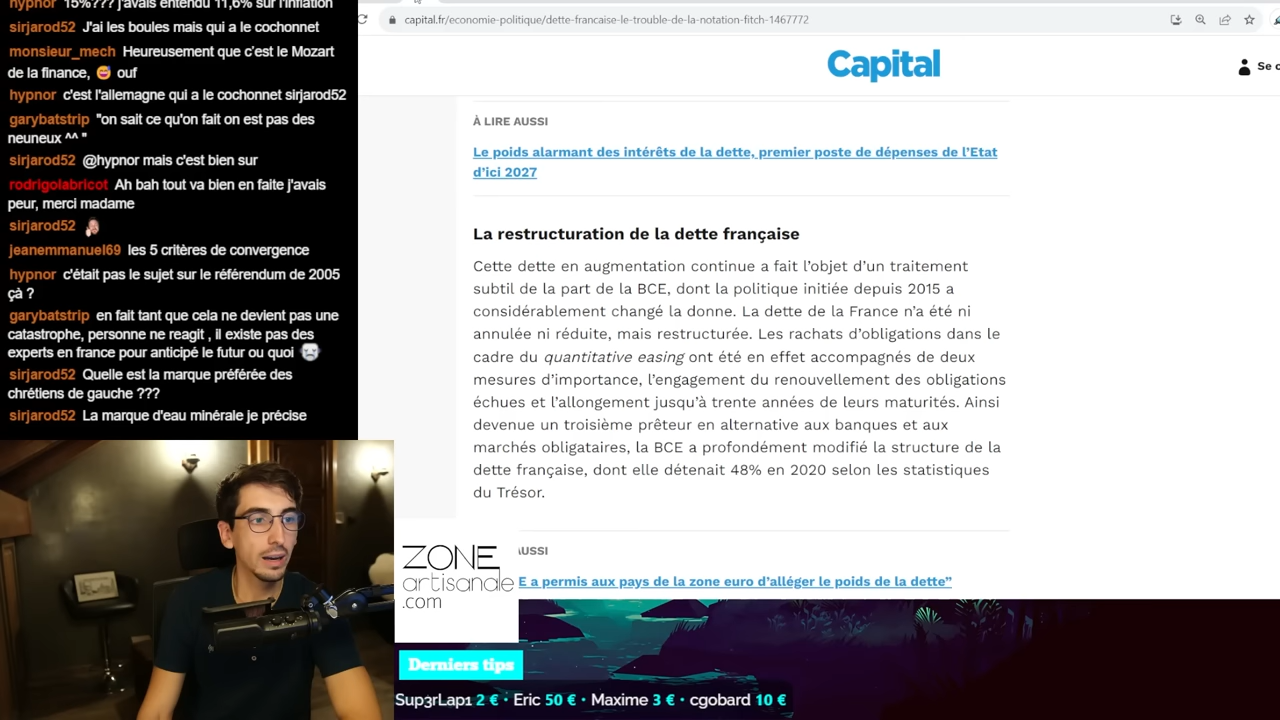 hypnor 15%??? j'avais entendu 11,6% sur l'inflation
sirjarod52 J'ai les boules mais qui a le cochonnet
monsieur_mech Heureusement que c'est le Mozart
de la finance, 😅 ouf
hypnor c'est l'allemagne qui a le cochonnet sirjarod52
garybatstrip "on sait ce qu'on fait on est pas des
neuneux ^^ "
sirjarod52 @hypnor mais c'est bien sur
rodrigolabricot Ah bah tout va bien en faite j'avais
peur, merci madame
sirjarod52
jeanemmanuel69 les 5 critères de convergence
hypnor c'était pas le sujet sur le référendum de 2005
çà ?
garybatstrip en fait tant que cela ne devient pas une
catastrophe, personne ne reagit , il existe pas des
experts en france pour anticipé le futur ou quoi
sirjarod52 Quelle est la marque préférée des
chrétiens de gauche ???
sirjarod52 La marque d'eau minérale je précise
capital.fr/economie-politique/dette-francaise-le-trouble-de-la-notation-fitch-1467772
Capital
Se c
À LIRE AUSSI
Le poids alarmant des intérêts de la dette, premier poste de dépenses de l'Etat
d'ici 2027
La restructuration de la dette française
Cette dette en augmentation continue a fait l'objet d'un traitement
subtil de la part de la BCE, dont la politique initiée depuis 2015 a
considérablement changé la donne. La dette de la France n'a été ni
annulée ni réduite, mais restructurée. Les rachats d'obligations dans le
cadre du quantitative easing ont été en effet accompagnés de deux
mesures d'importance, l'engagement du renouvellement des obligations
échues et l'allongement jusqu'à trente années de leurs maturités. Ainsi
devenue un troisième prêteur en alternative aux banques et aux
marchés obligataires, la BCE a profondément modifié la structure de la
dette française, dont elle détenait 48% en 2020 selon les statistiques
du Trésor.
AUSSI
E a permis aux pays de la zone euro d'alléger le poids de la dette”
ZONE
artisanale
.com
Derniers tips
Sup3rLap1 2 € • Eric 50 € • Maxime 3 € • cgobard 10 €